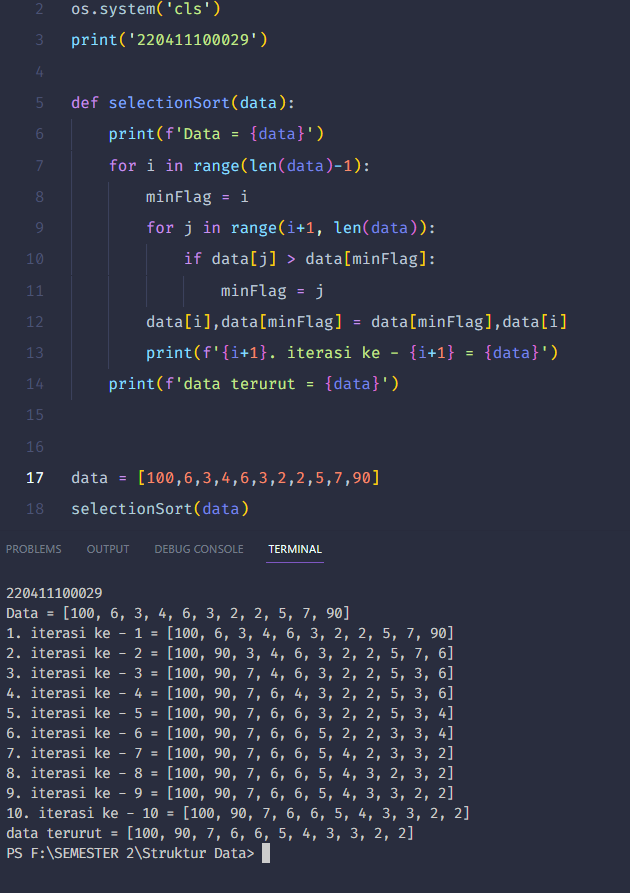 2 os.system('cls')
3 print('220411100029')
4
5 def selectionSort(data):
6 print(f'Data = {data}')
7 for i in range(len(data)-1):
8 minFlag = i
9 for j in range(i+1, len(data)):
10 if data[j] > data[minFlag]:
11 minFlag = j
12 data[i],data[minFlag] = data[minFlag],data[i]
13 print(f'{i+1}. iterasi ke - {i+1} = {data}')
14 print(f'data terurut = {data}')
15
16
17 data = [100,6,3,4,6,3,2,2,5,7,90]
18 selectionSort(data)
PROBLEMS OUTPUT DEBUG CONSOLE TERMINAL
220411100029
Data = [100, 6, 3, 4, 6, 3, 2, 2, 5, 7, 90]
1. iterasi ke - 1 = [100, 6, 3, 4, 6, 3, 2, 2, 5, 7, 90]
2. iterasi ke - 2 = [100, 90, 3, 4, 6, 3, 2, 2, 5, 7, 6]
3. iterasi ke - 3 = [100, 90, 7, 4, 6, 3, 2, 2, 5, 3, 6]
4. iterasi ke - 4 = [100, 90, 7, 6, 4, 3, 2, 2, 5, 3, 6]
5. iterasi ke - 5 = [100, 90, 7, 6, 6, 3, 2, 2, 5, 3, 4]
6. iterasi ke - 6 = [100, 90, 7, 6, 6, 5, 2, 2, 3, 3, 4]
7. iterasi ke - 7 = [100, 90, 7, 6, 6, 5, 4, 2, 3, 3, 2]
8. iterasi ke - 8 = [100, 90, 7, 6, 6, 5, 4, 3, 2, 3, 2]
9. iterasi ke - 9 = [100, 90, 7, 6, 6, 5, 4, 3, 3, 2, 2]
10. iterasi ke - 10 = [100, 90, 7, 6, 6, 5, 4, 3, 3, 2, 2]
data terurut = [100, 90, 7, 6, 6, 5, 4, 3, 3, 2, 2]
PS F:\SEMESTER 2\Struktur Data>